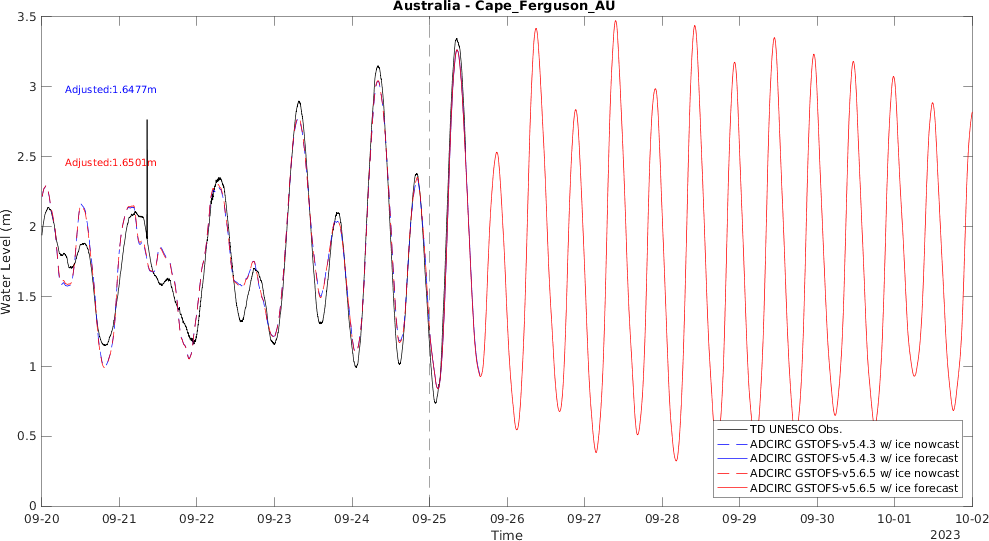 Australia - Cape_Ferguson_AU
3.5
3
2.5
2
1.5
1
0.5
0
Water Level (m)
Adjusted:1.6477m
Adjusted:1.6501m
TD UNESCO Obs.
ADCIRC GSTOFS-v5.4.3 w/ ice nowcast
ADCIRC GSTOFS-v5.4.3 w/ ice forecast
ADCIRC GSTOFS-v5.6.5 w/ ice nowcast
ADCIRC GSTOFS-v5.6.5 w/ ice forecast
09-20 09-21 09-22 09-23 09-24 09-25 09-26 09-27 09-28 09-29 09-30 10-01 10-02
Time
2023